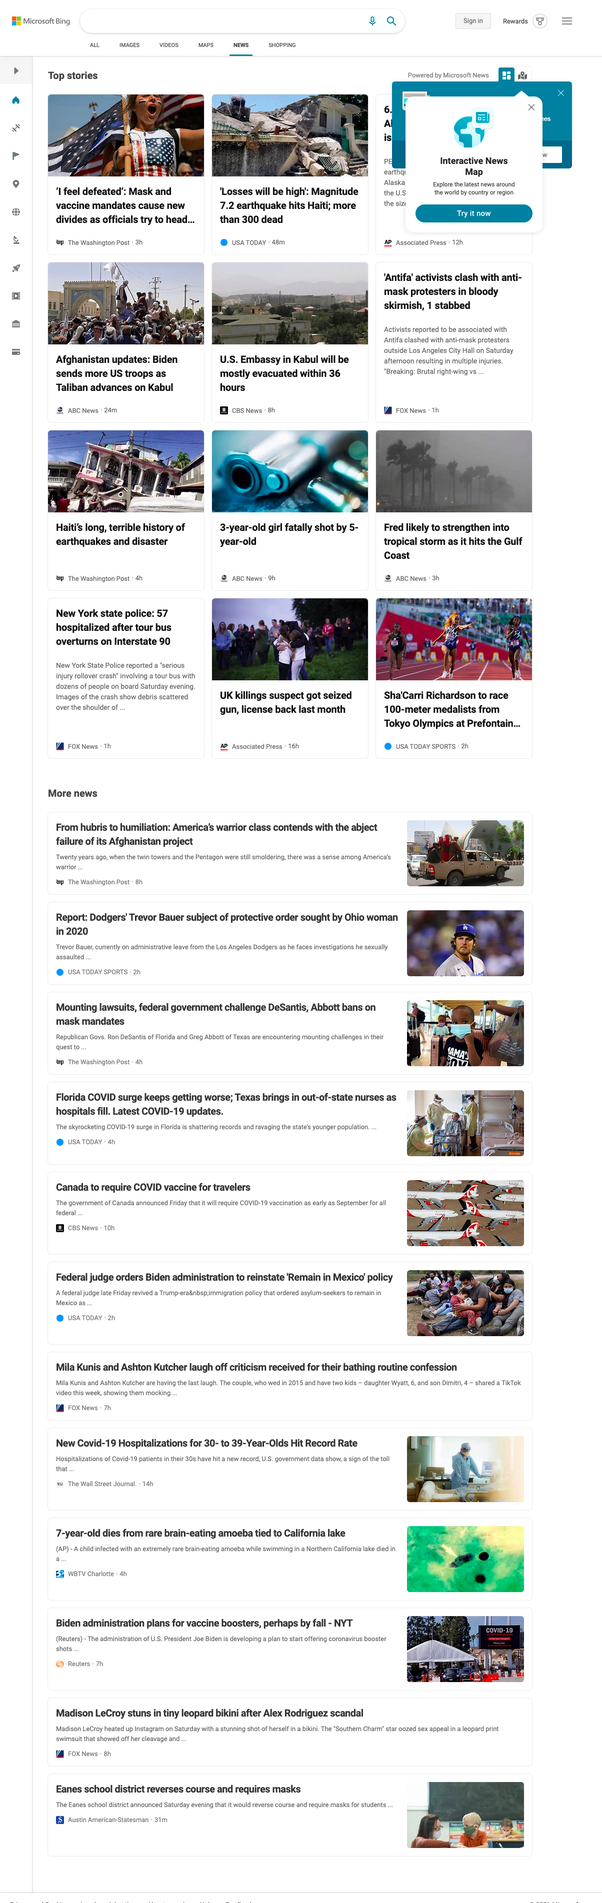 Microsoft Bing
Sign in
Rewards
ALL
IMAGES
VIDEOS
MAPS
NEWS
SHOPPING
Top stories
Powered by Microsoft News
Interactive News
Map
Explore the latest news around
the world by country or region
Try it now
'I feel defeated': Mask and
vaccine mandates cause new
divides as officials try to head...
The Washington Post · 3h
'Losses will be high': Magnitude
7.2 earthquake hits Haiti; more
than 300 dead
USA TODAY · 48m
6.
Al
is
earthq
Alaska
the U.S
the size
AP Associated Press · 12h
Afghanistan updates: Biden
sends more US troops as
Taliban advances on Kabul
ABC News · 24m
U.S. Embassy in Kabul will be
mostly evacuated within 36
hours
CBS News · 8h
'Antifa' activists clash with anti-
mask protesters in bloody
skirmish, 1 stabbed
Activists reported to be associated with
Antifa clashed with anti-mask protesters
outside Los Angeles City Hall on Saturday
afternoon resulting in multiple injuries.
"Breaking: Brutal right-wing vs ...
FOX News · 1h
Haiti's long, terrible history of
earthquakes and disaster
The Washington Post · 4h
3-year-old girl fatally shot by 5-
year-old
ABC News · 9h
Fred likely to strengthen into
tropical storm as it hits the Gulf
Coast
ABC News · 3h
New York state police: 57
hospitalized after tour bus
overturns on Interstate 90
New York State Police reported a "serious
injury rollover crash" involving a tour bus with
dozens of people on board Saturday evening.
Images of the crash show debris scattered
over the shoulder of ...
FOX News · 1h
UK killings suspect got seized
gun, license back last month
AP Associated Press · 16h
Sha'Carri Richardson to race
100-meter medalists from
Tokyo Olympics at Prefontain...
USA TODAY SPORTS · 2h
More news
From hubris to humiliation: America's warrior class contends with the abject
failure of its Afghanistan project
Twenty years ago, when the twin towers and the Pentagon were still smoldering, there was a sense among America's
warrior ...
The Washington Post · 8h
Report: Dodgers' Trevor Bauer subject of protective order sought by Ohio woman
in 2020
Trevor Bauer, currently on administrative leave from the Los Angeles Dodgers as he faces investigations he sexually
assaulted ...
USA TODAY SPORTS · 2h
Mounting lawsuits, federal government challenge DeSantis, Abbott bans on
mask mandates
Republican Govs. Ron DeSantis of Florida and Greg Abbott of Texas are encountering mounting challenges in their
quest to ...
The Washington Post · 4h
Florida COVID surge keeps getting worse; Texas brings in out-of-state nurses as
hospitals fill. Latest COVID-19 updates.
The skyrocketing COVID-19 surge in Florida is shattering records and ravaging the state's younger population. ...
USA TODAY · 4h
Canada to require COVID vaccine for travelers
The government of Canada announced Friday that it will require COVID-19 vaccination as early as September for all
federal ...
CBS News · 10h
Federal judge orders Biden administration to reinstate 'Remain in Mexico' policy
A federal judge late Friday revived a Trump-era&nbsp;immigration policy that ordered asylum-seekers to remain in
Mexico as ...
USA TODAY · 2h
Mila Kunis and Ashton Kutcher laugh off criticism received for their bathing routine confession
Mila Kunis and Ashton Kutcher are having the last laugh. The couple, who wed in 2015 and have two kids – daughter Wyatt, 6, and son Dimitri, 4 – shared a TikTok
video this week, showing them mocking ...
FOX News · 7h
New Covid-19 Hospitalizations for 30- to 39-Year-Olds Hit Record Rate
Hospitalizations of Covid-19 patients in their 30s have hit a new record, U.S. government data show, a sign of the toll
that ...
The Wall Street Journal. · 14h
7-year-old dies from rare brain-eating amoeba tied to California lake
(AP) - A child infected with an extremely rare brain-eating amoeba while swimming in a Northern California lake died in
a ...
WBTV Charlotte · 4h
Biden administration plans for vaccine boosters, perhaps by fall - NYT
(Reuters) - The administration of U.S. President Joe Biden is developing a plan to start offering coronavirus booster
shots ...
COVID-19
Reuters · 7h
Madison LeCroy stuns in tiny leopard bikini after Alex Rodriguez scandal
Madison LeCroy heated up Instagram on Saturday with a stunning shot of herself in a bikini. The "Southern Charm" star oozed sex appeal in a leopard print
swimsuit that showed off her cleavage and ...
FOX News · 8h
Eanes school district reverses course and requires masks
The Eanes school district announced Saturday evening that it would reverse course and require masks for students ...
Austin American-Statesman · 31m